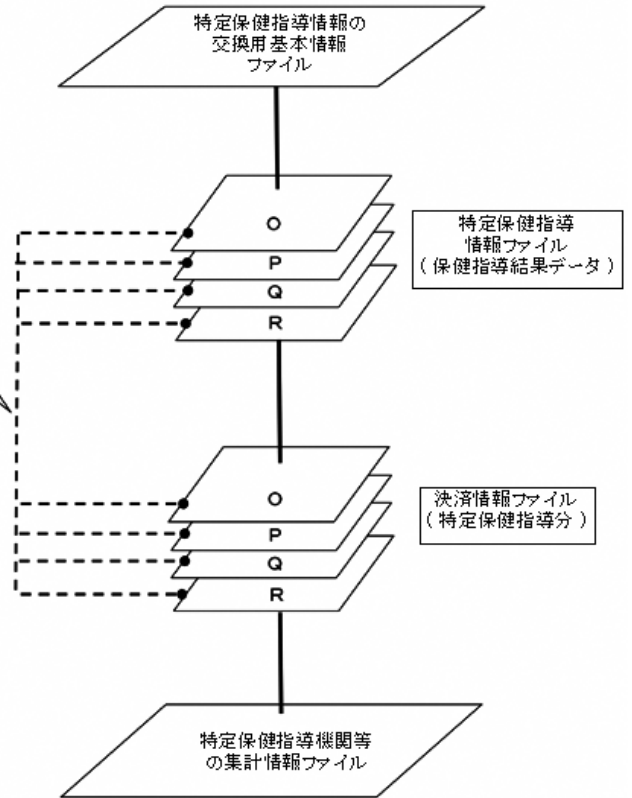 特定保健指導情報の
交換用基本情報
ファイル
O
P
Q
R
特定保健指導
情報ファイル
(保健指導結果データ)
O
P
Q
R
決済情報ファイル
(特定保健指導分)
特定保健指導機関等
の集計情報ファイル